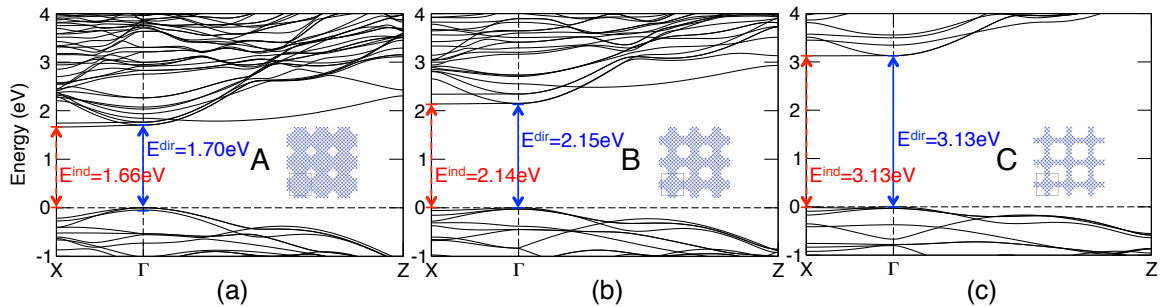 Energy (eV)
4
3
2
1
0
-1
E^dir=1.70eV
A
E^ind=1.66eV
X
Γ
Z
(a)
4
3
2
1
0
-1
E^dir=2.15eV
B
E^ind=2.14eV
X
Γ
Z
(b)
4
3
2
1
0
-1
E^dir=3.13eV
C
E^ind=3.13eV
X
Γ
Z
(c)